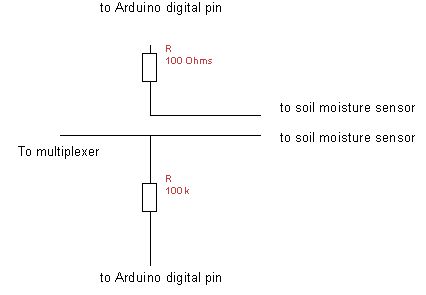 to Arduino digital pin
R
100 Ohms
to soil moisture sensor
to soil moisture sensor
To multiplexer
R
100k
to Arduino digital pin